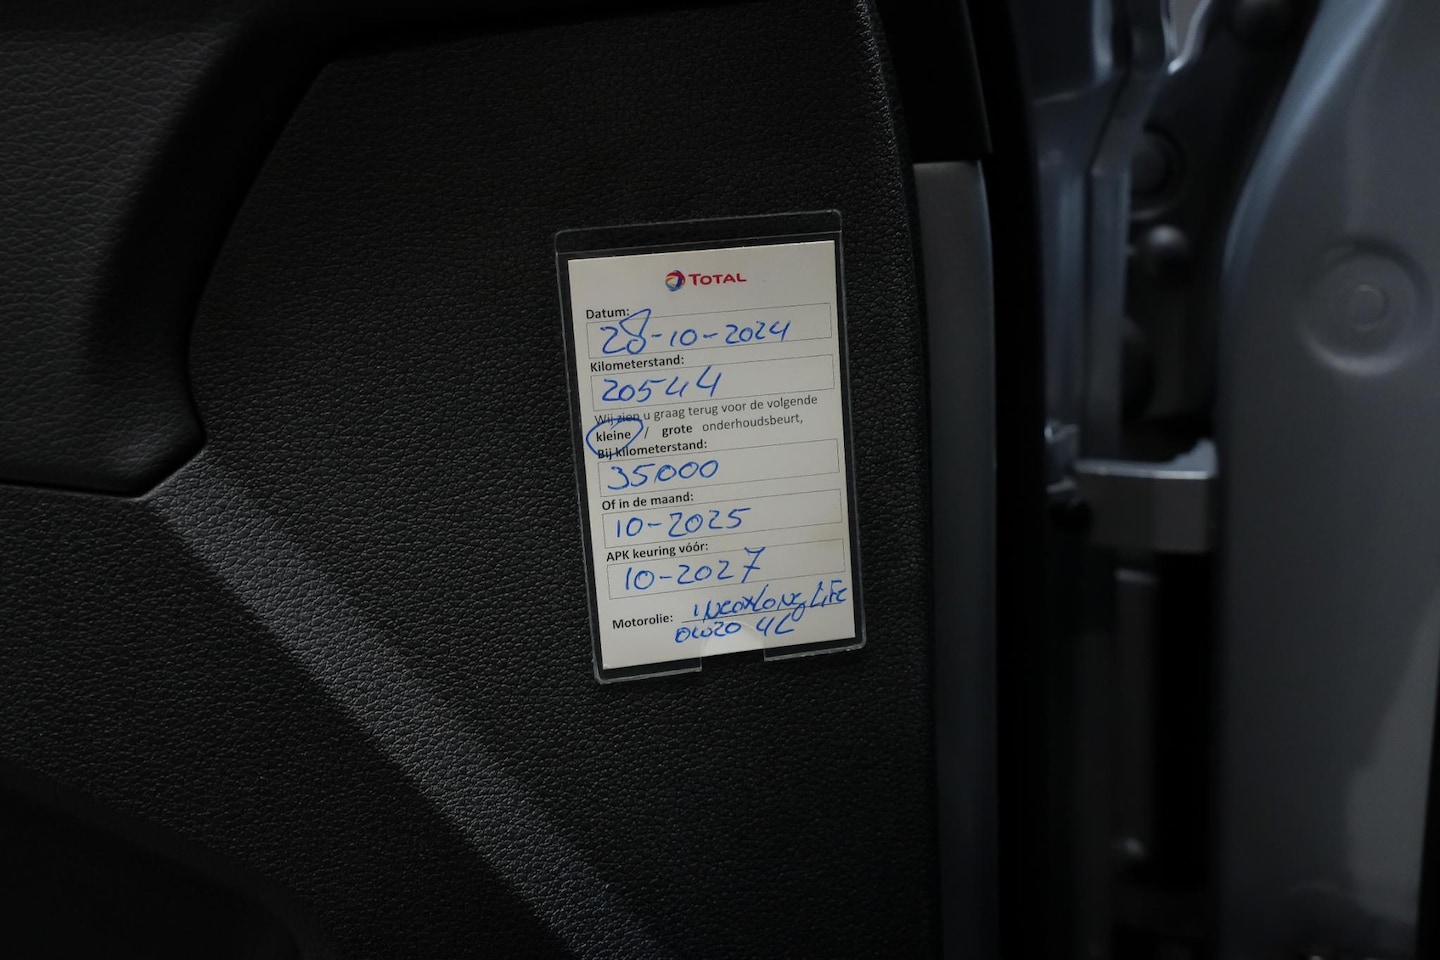 TOTAL
Datum:
28-10-2024
Kilometerstand:
20544
Wij zien u graag terug voor de volgende
kleine / grote onderhoudsbeurt,
Bij kilometerstand:
35000
Of in de maand:
10-2025
APK keuring vóór:
10-2027
Motorolie: INEOXLONGLIFE
0W20 4L